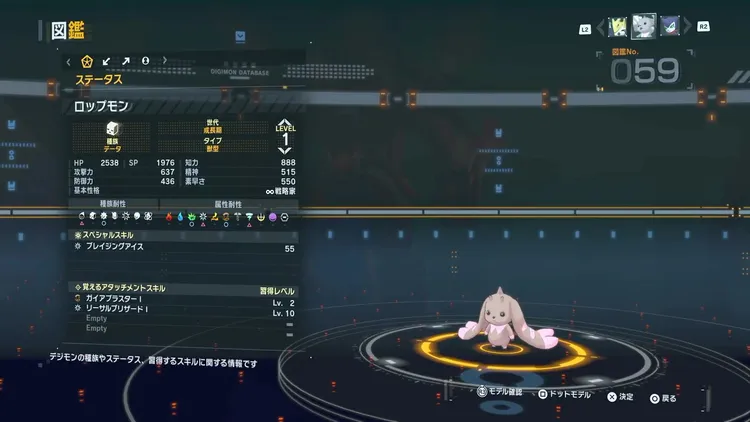 図鑑
L2
R2
図鑑No.
059
DIGIMON DATABASE
ステータス
ロップモン
種族
データ
世代
成長期
タイプ
獣型
LEVEL
1
HP 2538 SP 1976 知力 888
攻撃力 637 精神 515
防御力 436 素早さ 550
基本性格 ∞戦略家
種族耐性 属性耐性
スペシャルスキル
ブレイジングアイス 55
覚えるアタッチメントスキル 習得レベル
ガイアブラスターⅠ Lv. 2
リーサルブリザードⅠ Lv. 10
Empty
Empty
デジモンの種族やステータス、習得するスキルに関する情報です
モデル確認 ドットモデル 決定 戻る